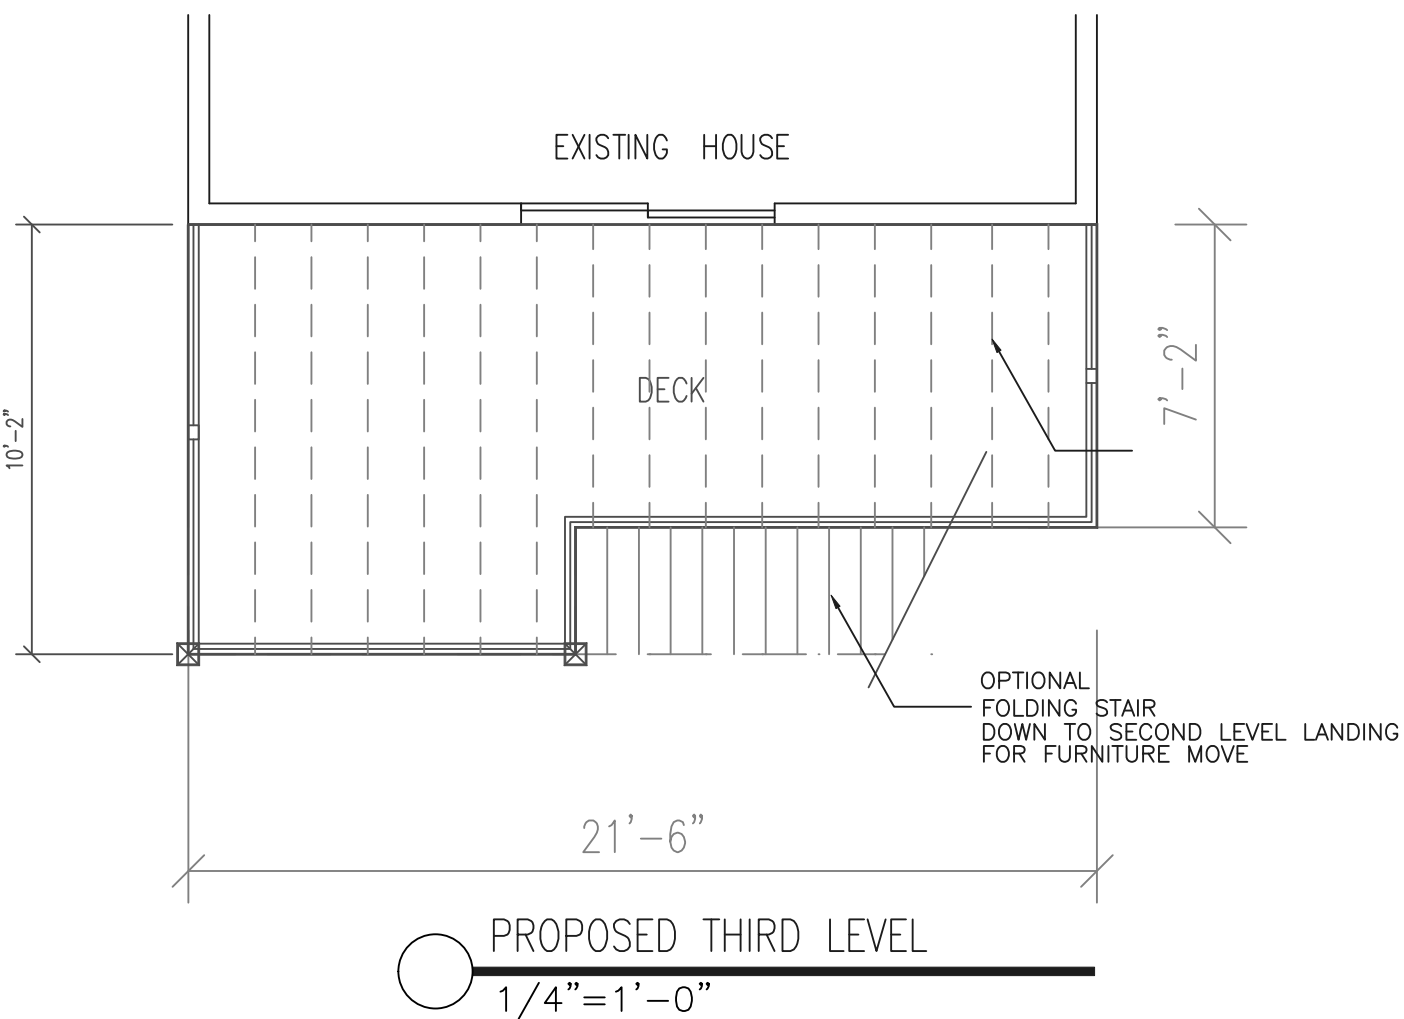 EXISTING HOUSE
DECK
10'-2"
7'-2"
OPTIONAL
FOLDING STAIR
DOWN TO SECOND LEVEL LANDING
FOR FURNITURE MOVE
21'-6"
PROPOSED THIRD LEVEL
1/4"=1'-0"